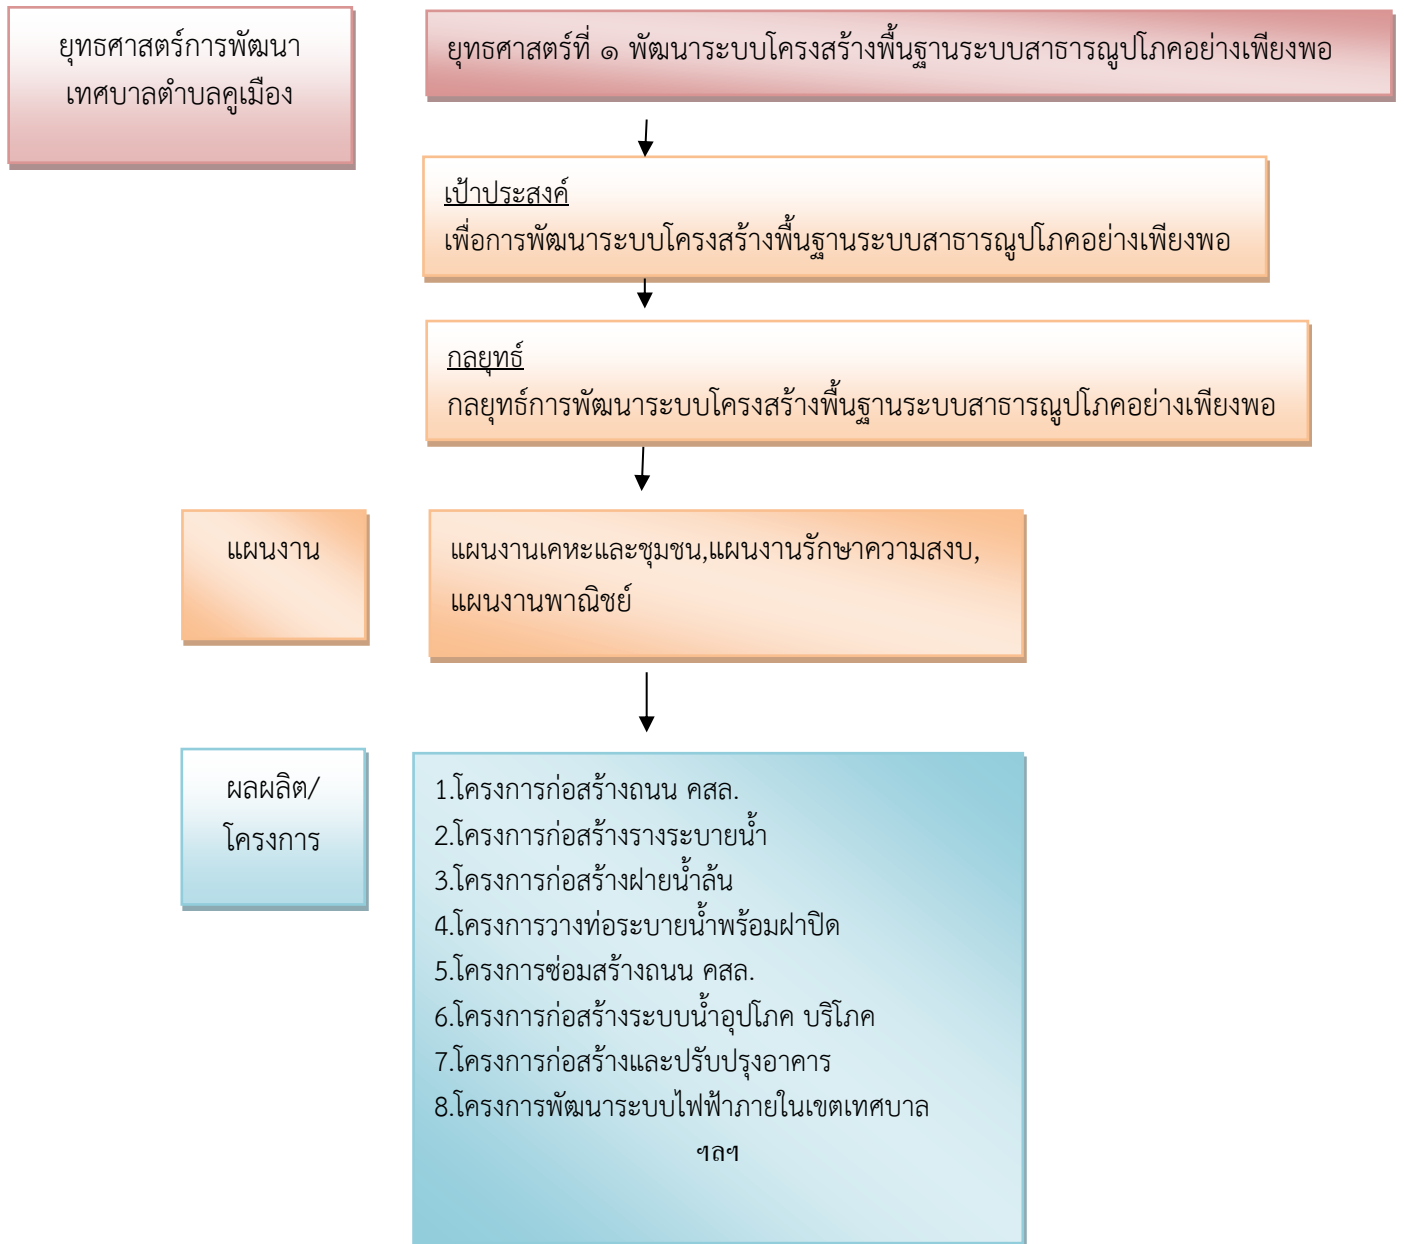 ยุทธศาสตร์การพัฒนา
เทศบาลตำบลคูเมือง
ยุทธศาสตร์ที่ ๑ พัฒนาระบบโครงสร้างพื้นฐานระบบสาธารณูปโภคอย่างเพียงพอ
เป้าประสงค์
เพื่อการพัฒนาระบบโครงสร้างพื้นฐานระบบสาธารณูปโภคอย่างเพียงพอ
กลยุทธ์
กลยุทธ์การพัฒนาระบบโครงสร้างพื้นฐานระบบสาธารณูปโภคอย่างเพียงพอ
แผนงาน
แผนงานเคหะและชุมชน,แผนงานรักษาความสงบ,
แผนงานพาณิชย์
ผลผลิต/
โครงการ
1.โครงการก่อสร้างถนน คสล.
2.โครงการก่อสร้างรางระบายน้ำ
3.โครงการก่อสร้างฝายน้ำล้น
4.โครงการวางท่อระบายน้ำพร้อมฝาปิด
5.โครงการซ่อมสร้างถนน คสล.
6.โครงการก่อสร้างระบบน้ำอุปโภค บริโภค
7.โครงการก่อสร้างและปรับปรุงอาคาร
8.โครงการพัฒนาระบบไฟฟ้าภายในเขตเทศบาล
ฯลฯ